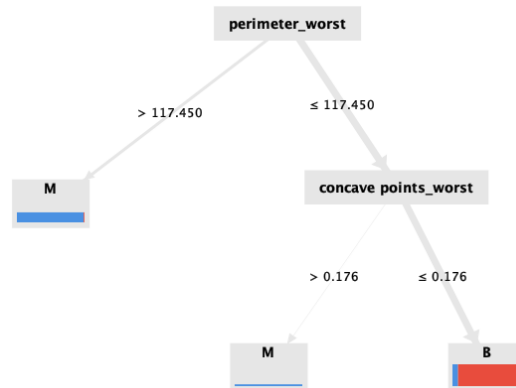 perimeter_worst
> 117.450
≤ 117.450
M
concave points_worst
> 0.176
≤ 0.176
M
B